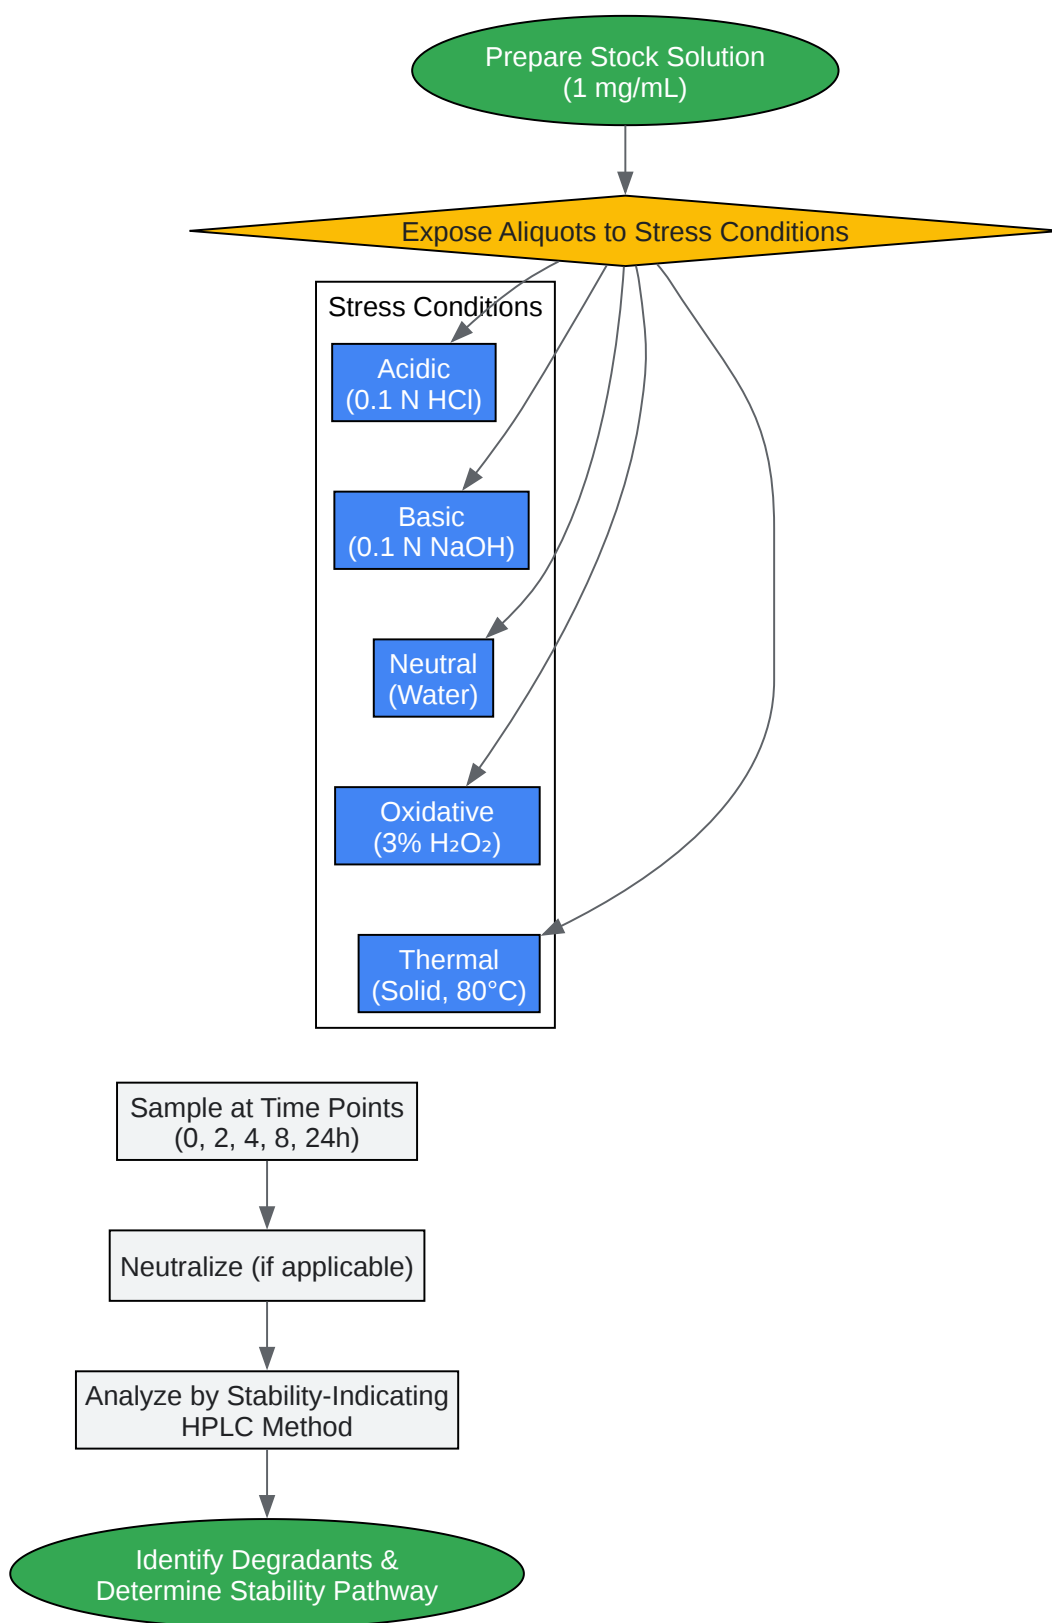 Prepare Stock Solution
(1 mg/mL)
Expose Aliquots to Stress Conditions
Stress Conditions
Acidic
(0.1 N HCl)
Basic
(0.1 N NaOH)
Neutral
(Water)
Oxidative
(3% H₂O₂)
Thermal
(Solid, 80°C)
Sample at Time Points
(0, 2, 4, 8, 24h)
Neutralize (if applicable)
Analyze by Stability-Indicating
HPLC Method
Identify Degradants &
Determine Stability Pathway